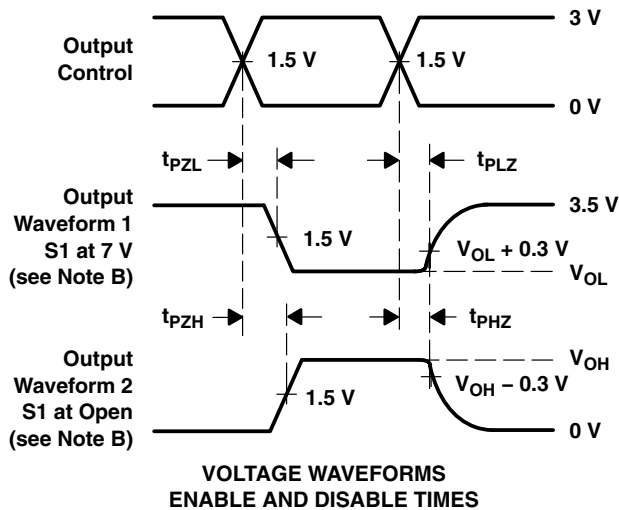 3 V
Output
Control
1.5 V
1.5 V
0 V
tPZL
tPLZ
Output
Waveform 1
S1 at 7 V
(see Note B)
3.5 V
1.5 V
VOL + 0.3 V
VOL
tPZH
tPHZ
Output
Waveform 2
S1 at Open
(see Note B)
VOH
1.5 V
VOH – 0.3 V
0 V
VOLTAGE WAVEFORMS
ENABLE AND DISABLE TIMES